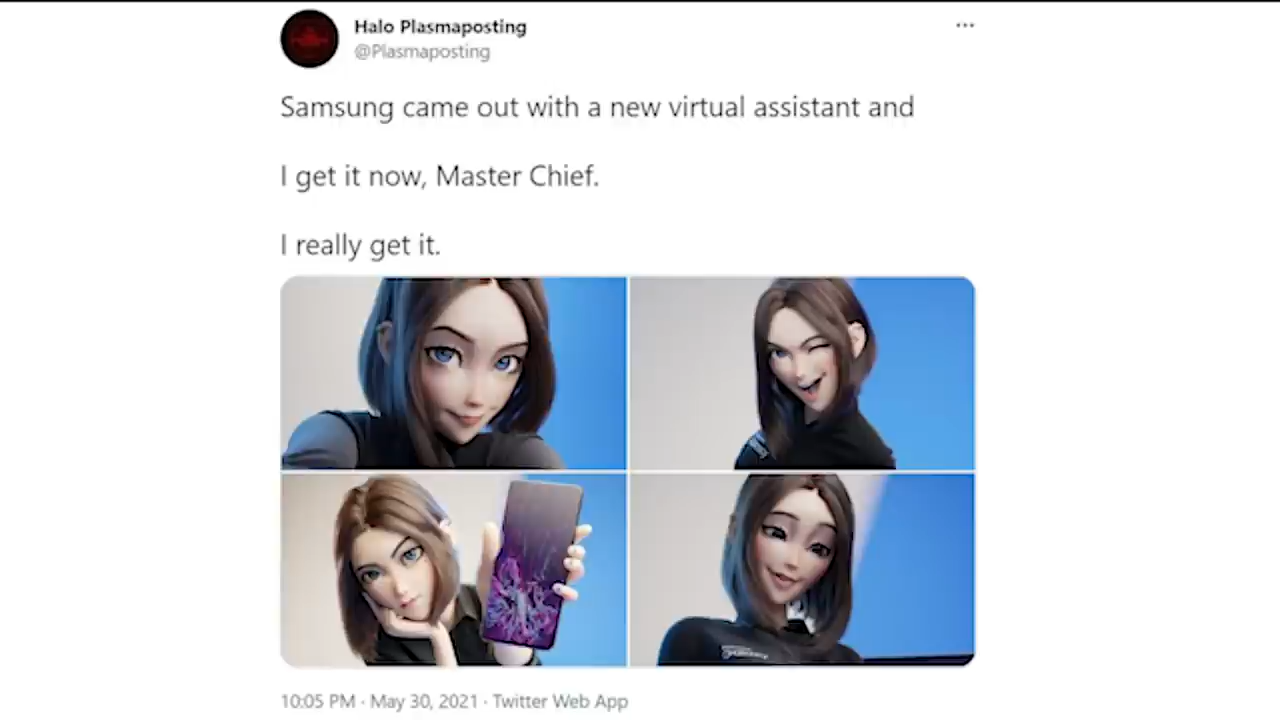 Halo Plasmaposting
@Plasmaposting
Samsung came out with a new virtual assistant and
I get it now, Master Chief.
I really get it.
10:05 PM · May 30, 2021 · Twitter Web App